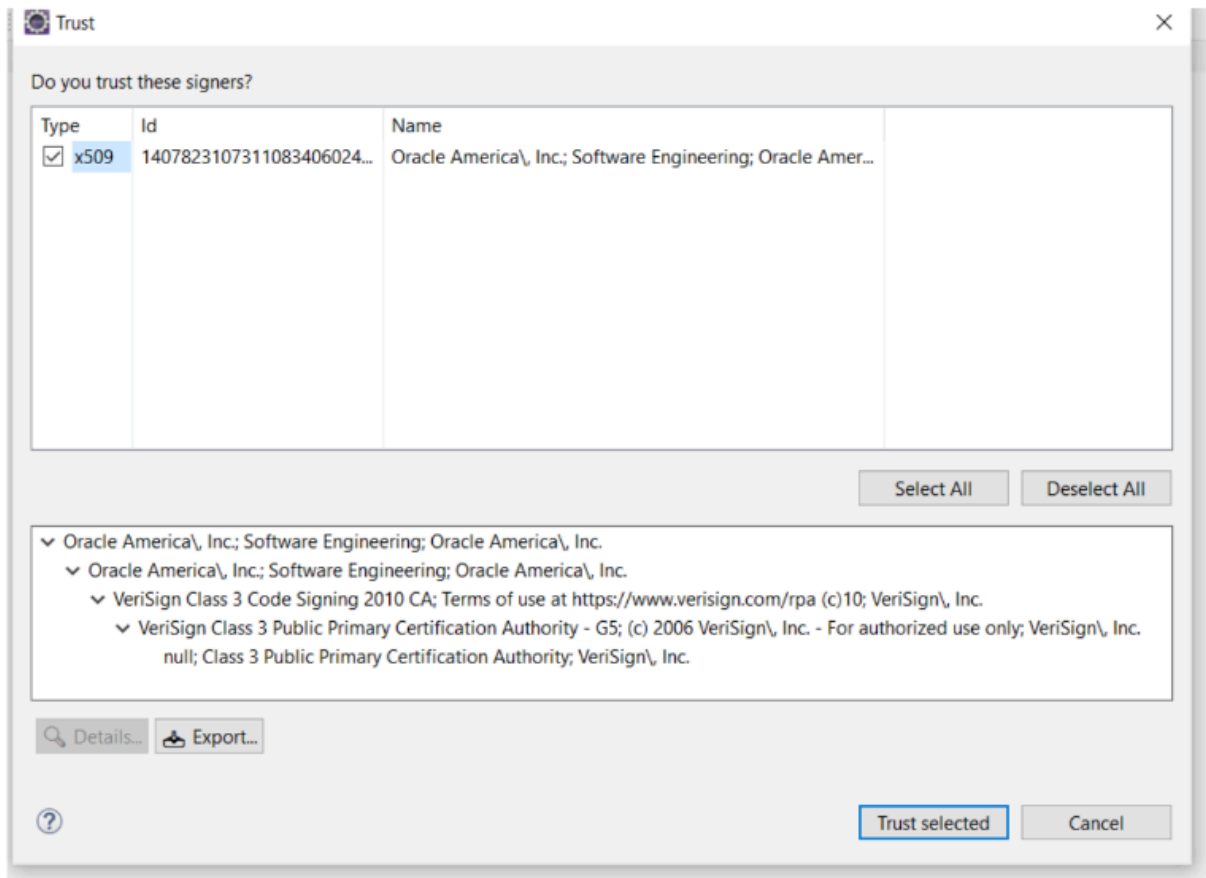 Trust
Do you trust these signers?
Type Id Name
x509 1407823107311083406024... Oracle America\, Inc.; Software Engineering; Oracle Amer...
Select All Deselect All
Oracle America\, Inc.; Software Engineering; Oracle America\, Inc.
Oracle America\, Inc.; Software Engineering; Oracle America\, Inc.
VeriSign Class 3 Code Signing 2010 CA; Terms of use at https://www.verisign.com/rpa (c)10; VeriSign\, Inc.
VeriSign Class 3 Public Primary Certification Authority - G5; (c) 2006 VeriSign\, Inc. - For authorized use only; VeriSign\, Inc.
null; Class 3 Public Primary Certification Authority; VeriSign\, Inc.
Details... Export...
? Trust selected Cancel